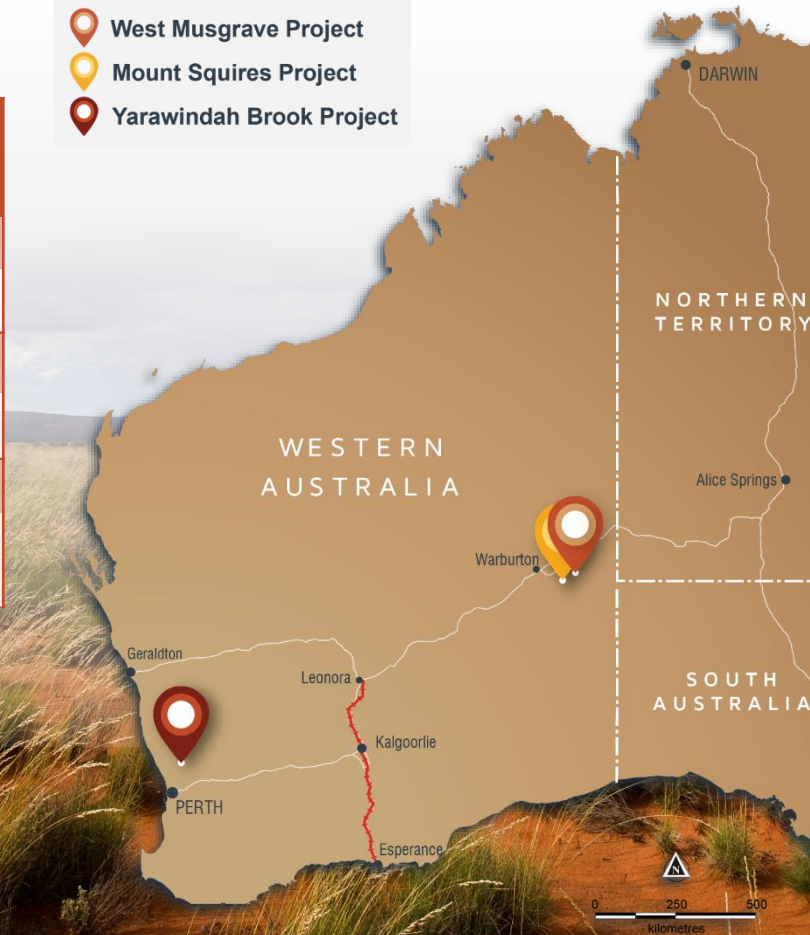 West Musgrave Project
Mount Squires Project
Yarawindah Brook Project
DARWIN
NORTHERN
TERRITORY
WESTERN
AUSTRALIA
Alice Springs
Warburton
Geraldton
Leonora
SOUTH
AUSTRALIA
Kalgoorlie
PERTH
Esperance
N
0 250 500
kilometres